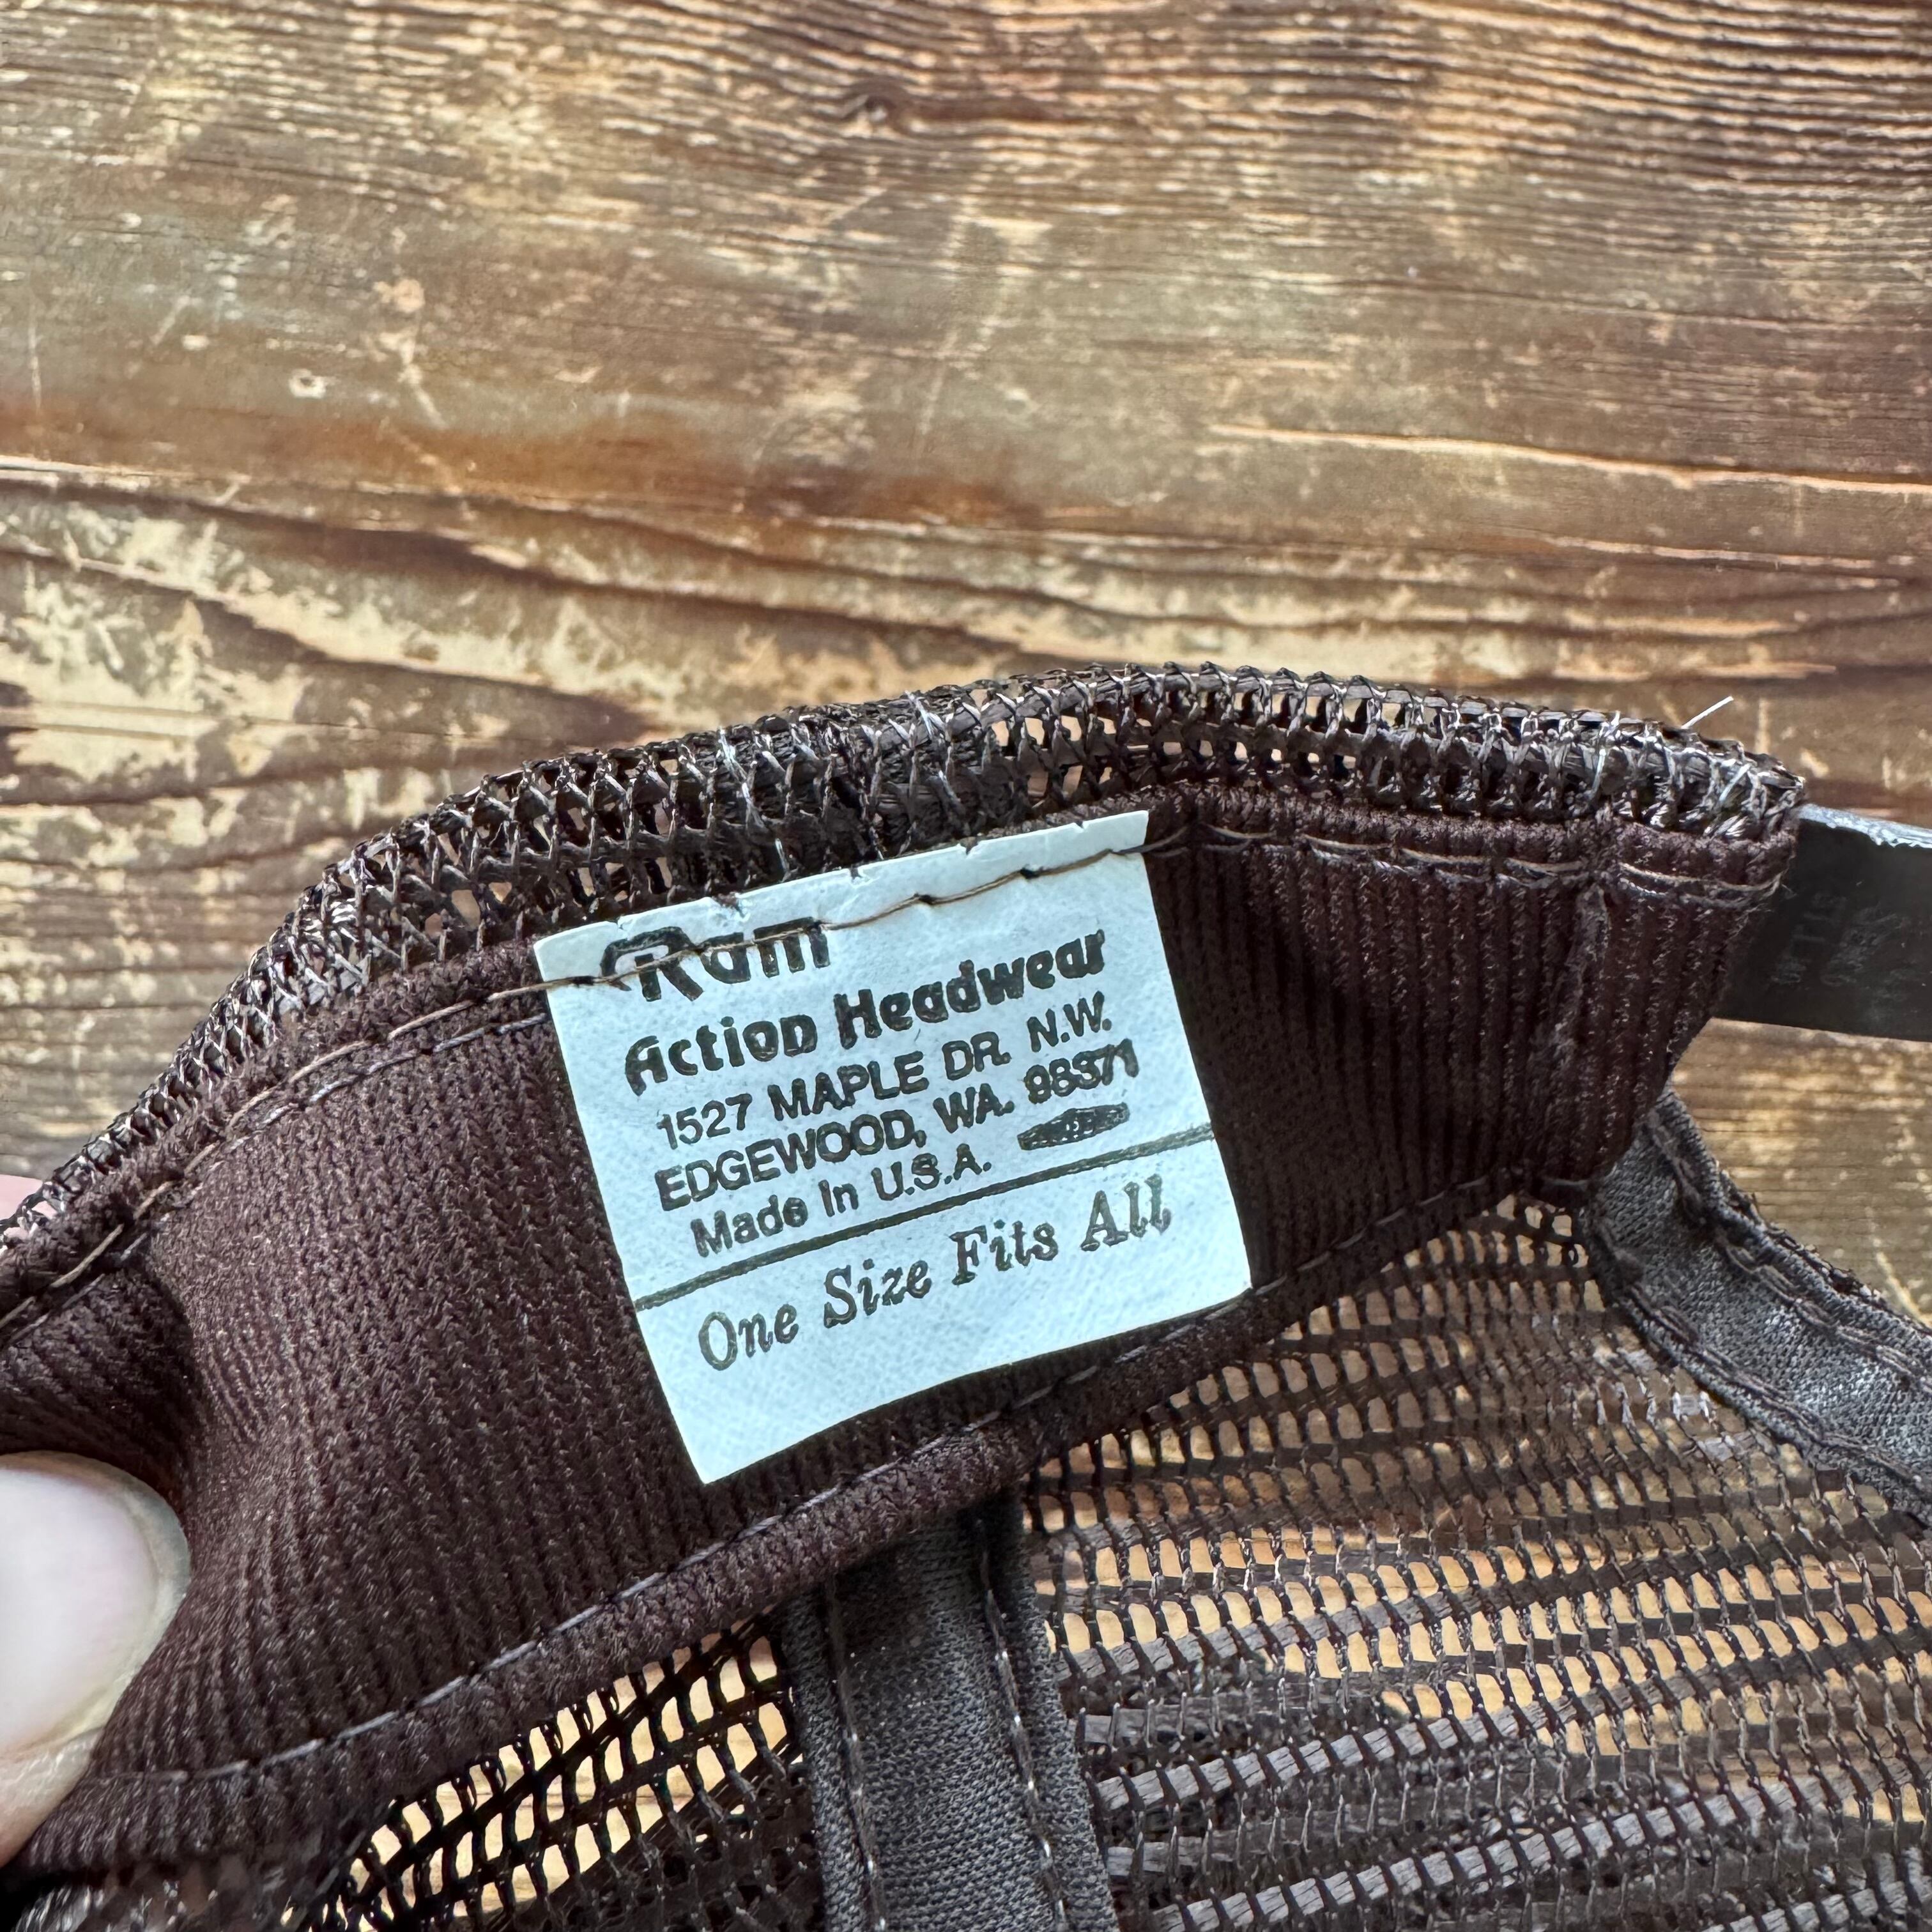 Ram
Action Headwear
1527 MAPLE DR. N.W.
EDGEWOOD, WA. 98371
Made In U.S.A.
One Size Fits All